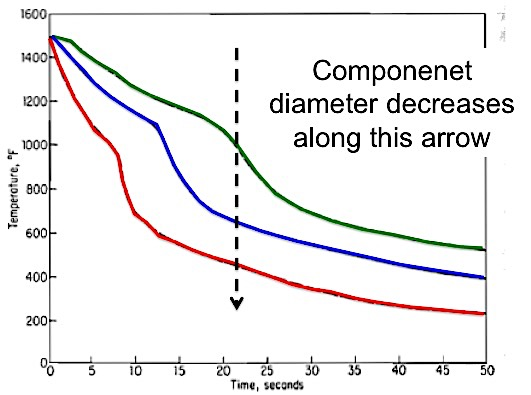 1600
1400
1200
1000
800
600
400
200
0
Temperature, °F
Componenet
diameter decreases
along this arrow
0 5 10 15 20 25 30 35 40 45 50
Time, seconds